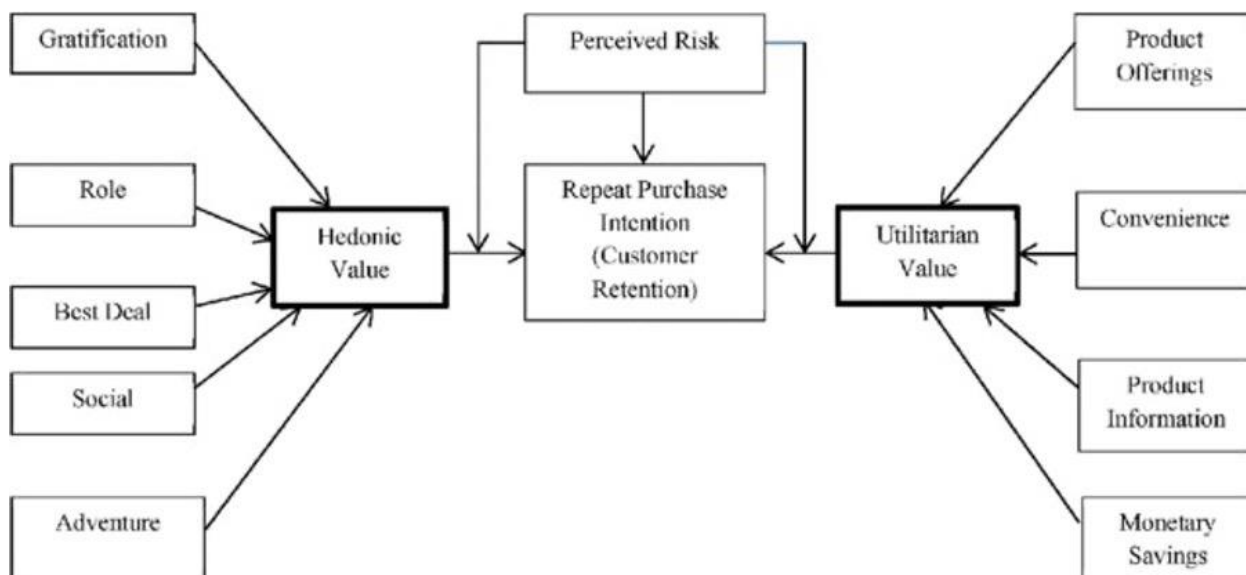 Gratification
Perceived Risk
Product
Offerings
Role
Repeat Purchase
Intention
(Customer
Retention)
Convenience
Hedonic
Value
Utilitarian
Value
Best Deal
Social
Product
Information
Adventure
Monetary
Savings